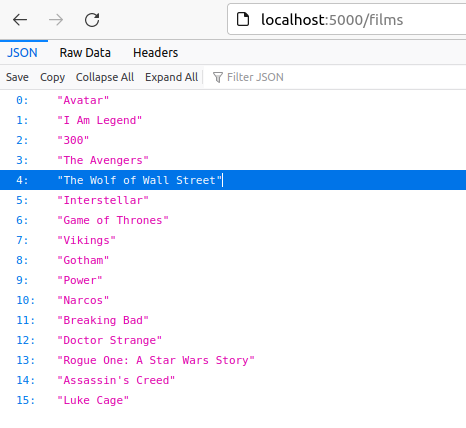 localhost:5000/films
JSON Raw Data Headers
Save Copy Collapse All Expand All Filter JSON
0: "Avatar"
1: "I Am Legend"
2: "300"
3: "The Avengers"
4: "The Wolf of Wall Street"
5: "Interstellar"
6: "Game of Thrones"
7: "Vikings"
8: "Gotham"
9: "Power"
10: "Narcos"
11: "Breaking Bad"
12: "Doctor Strange"
13: "Rogue One: A Star Wars Story"
14: "Assassin's Creed"
15: "Luke Cage"